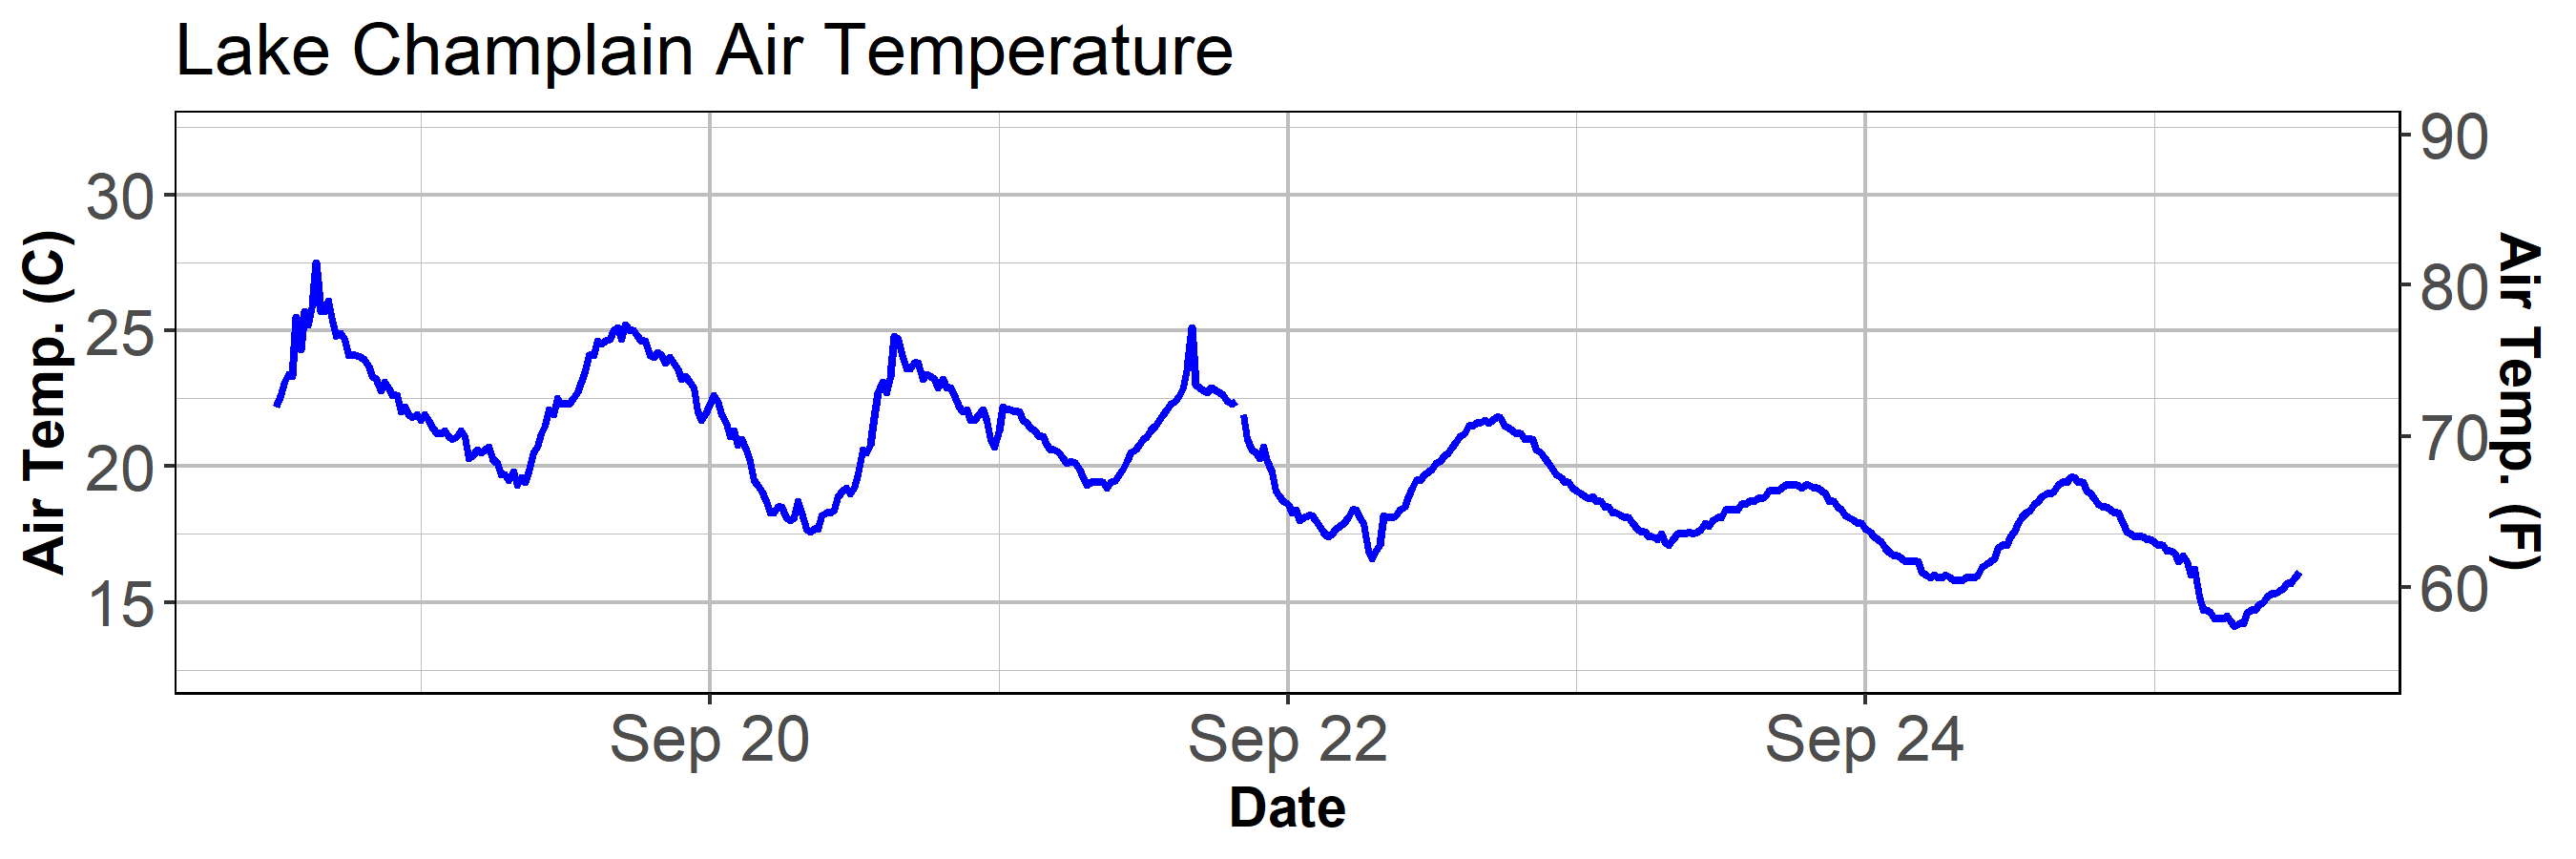 Lake Champlain Air Temperature
Air Temp. (C)
30
25
20
15
90
80
70
60
Air Temp. (F)
Sep 20
Sep 22
Sep 24
Date